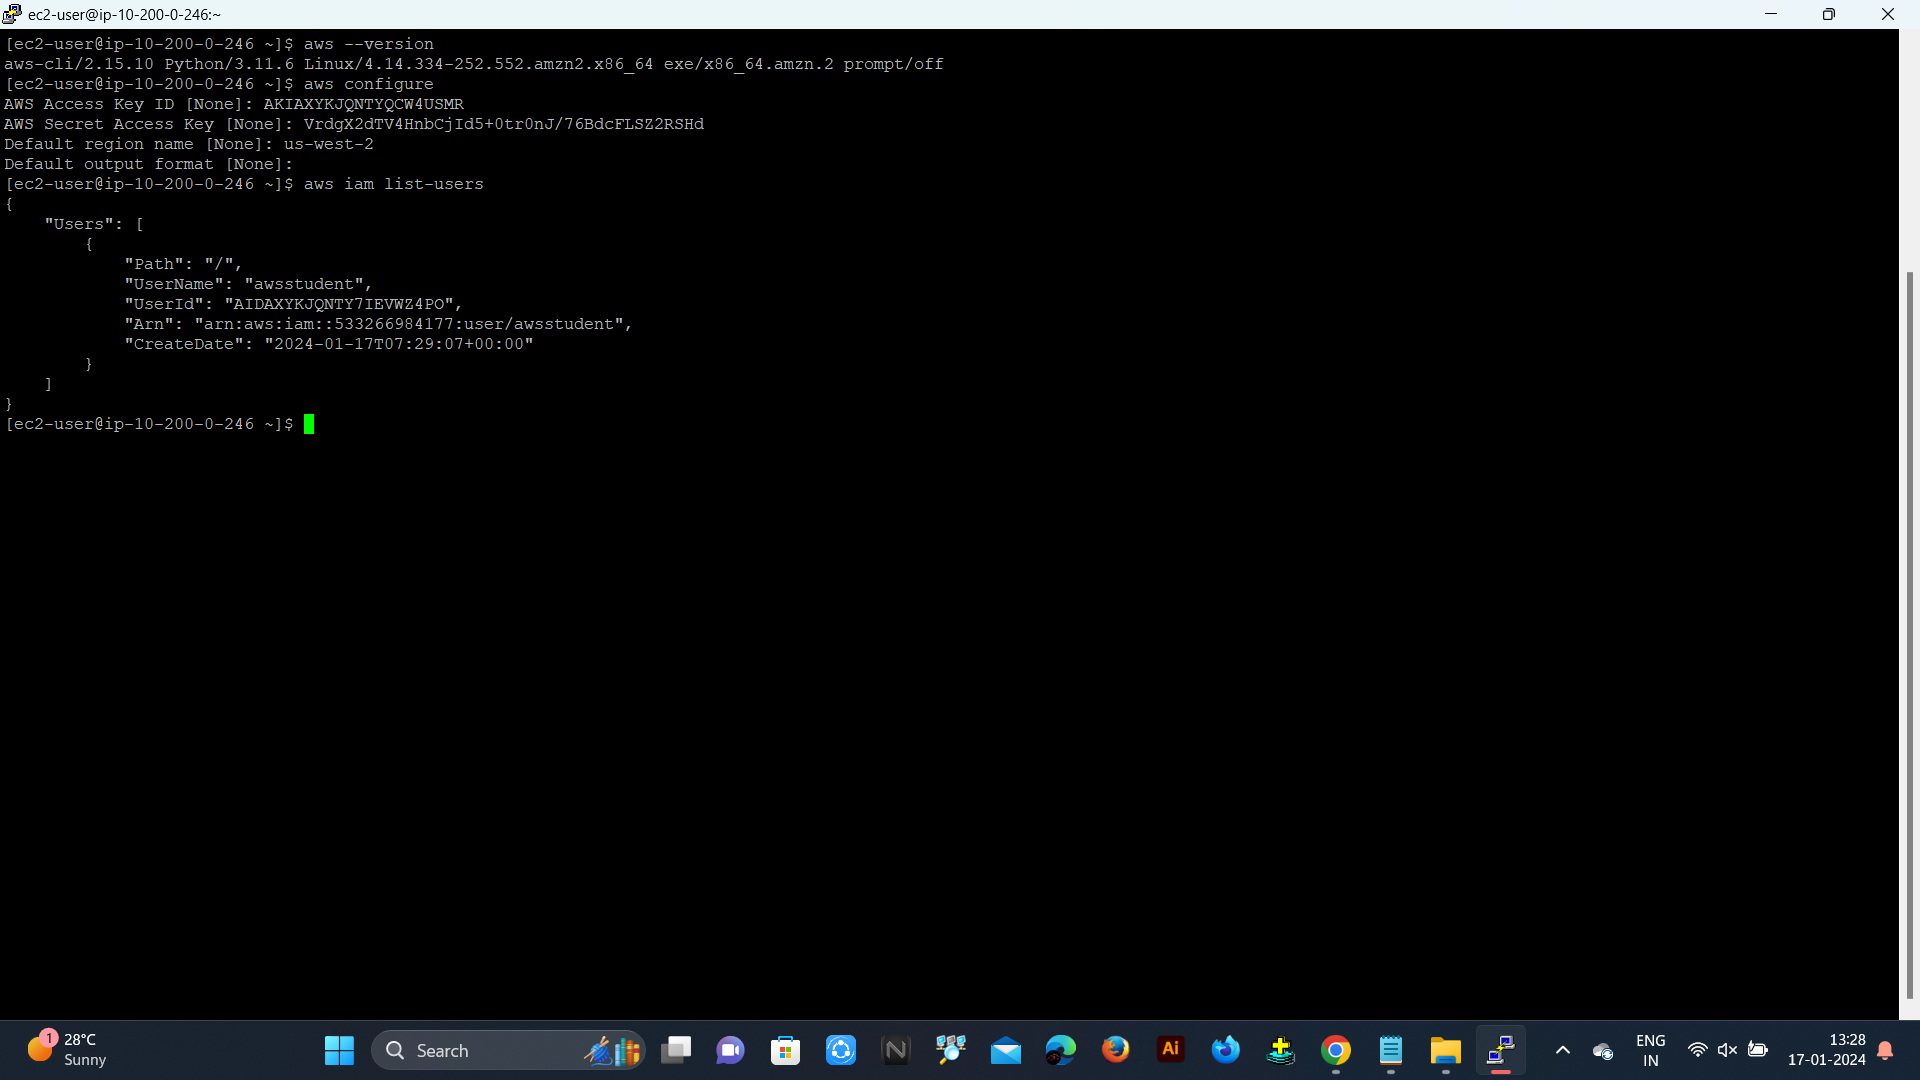 ec2-user@ip-10-200-0-246:~
[ec2-user@ip-10-200-0-246 ~]$ aws --version
aws-cli/2.15.10 Python/3.11.6 Linux/4.14.334-252.552.amzn2.x86_64 exe/x86_64.amzn.2 prompt/off
[ec2-user@ip-10-200-0-246 ~]$ aws configure
AWS Access Key ID [None]: AKIAXYKJQNTYQCW4USMR
AWS Secret Access Key [None]: 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
Default region name [None]: us-west-2
Default output format [None]:
[ec2-user@ip-10-200-0-246 ~]$ aws iam list-users
{
    "Users": [
        {
            "Path": "/",
            "UserName": "awsstudent",
            "UserId": "AIDAXYKJQNTY7IEVWZ4PO",
            "Arn": "arn:aws:iam::533266984177:user/awsstudent",
            "CreateDate": "2024-01-17T07:29:07+00:00"
        }
    ]
}
[ec2-user@ip-10-200-0-246 ~]$
1
28°C
Sunny
Search
N
Ai
ENG
IN
13:28
17-01-2024